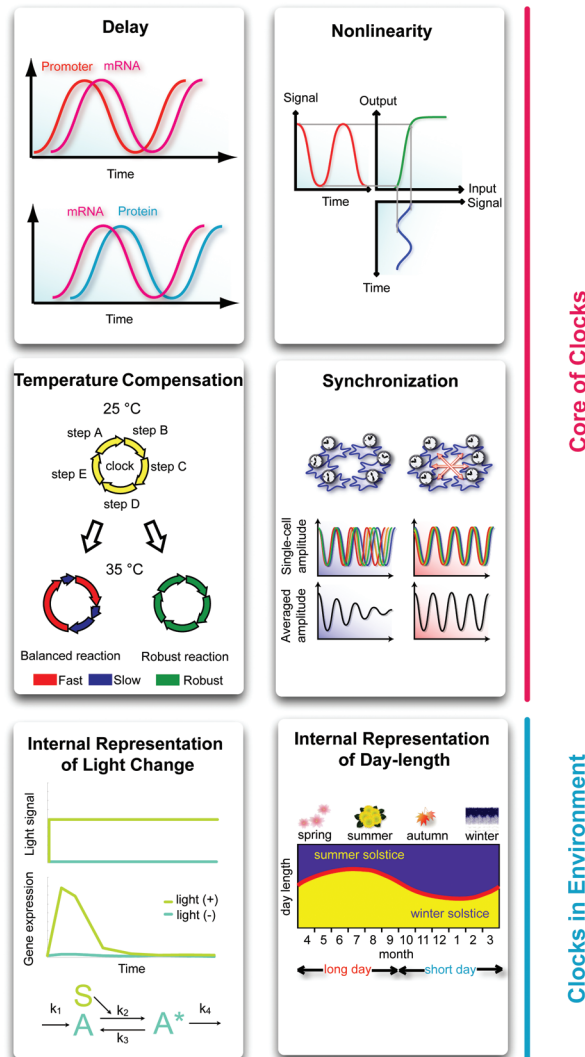 Delay
Promoter mRNA
Time
mRNA Protein
Time
Nonlinearity
Signal Output
Time
Input
Signal
Time
Temperature Compensation
25 °C
step A step B
step E clock step C
step D
35 °C
Balanced reaction Robust reaction
Fast Slow Robust
Synchronization
Single-cell
amplitude
Averaged
amplitude
Core of Clocks
Internal Representation
of Light Change
Light signal
Gene expression
light (+)
light (-)
Time
S
k1 A k2 k3 A* k4
Internal Representation
of Day-length
spring summer autumn winter
day length
summer solstice
winter solstice
4 5 6 7 8 9 10 11 12 1 2 3
month
long day short day
Clocks in Environment